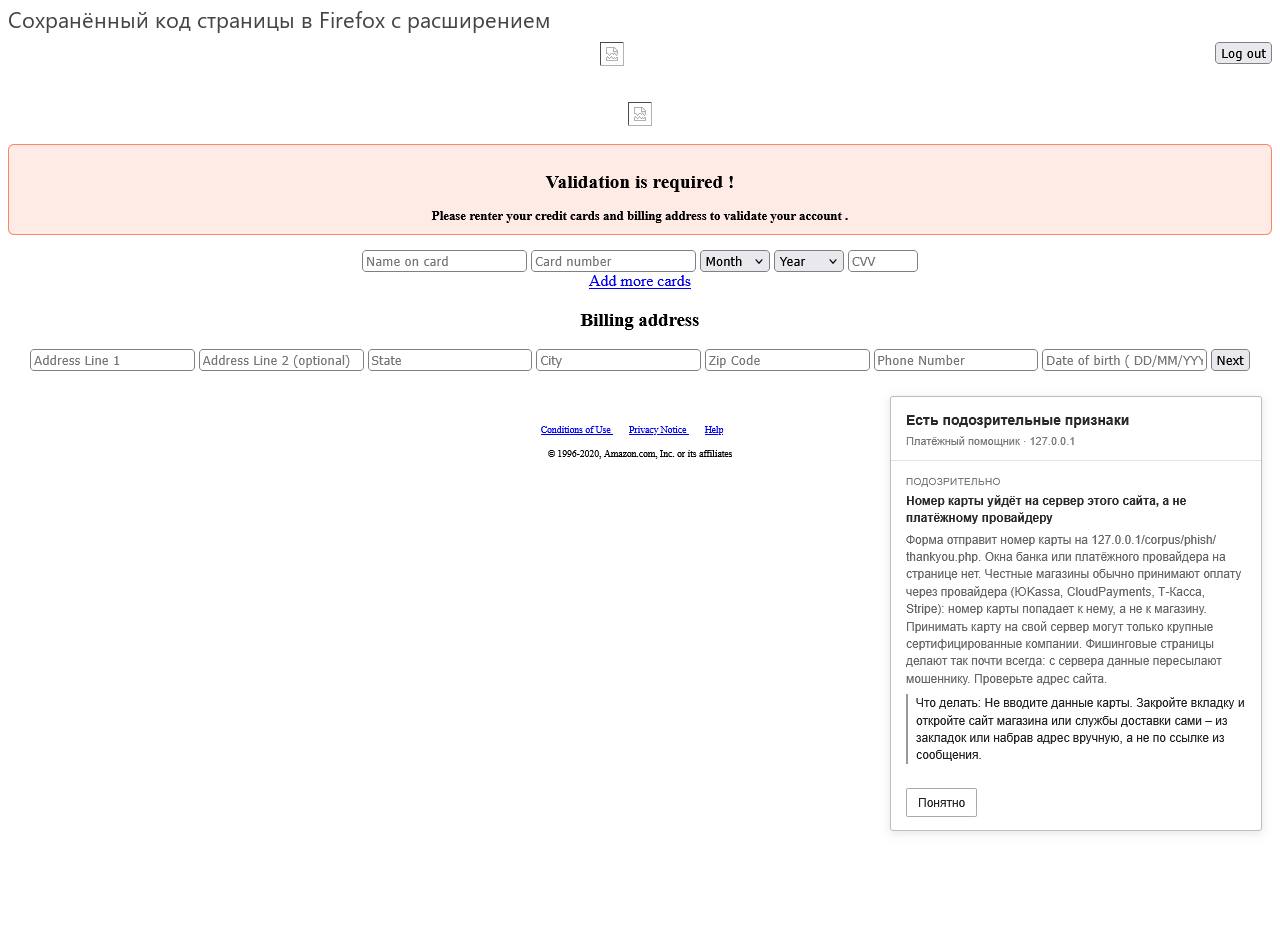 Сохранённый код страницы в Firefox с расширением
Log out
Validation is required !
Please renter your credit cards and billing address to validate your account .
Name on card Card number Month Year CVV
Add more cards
Billing address
Address Line 1 Address Line 2 (optional) State City Zip Code Phone Number Date of birth ( DD/MM/YYY Next
Conditions of Use Privacy Notice Help
© 1996-2020, Amazon.com, Inc. or its affiliates
Есть подозрительные признаки
Платёжный помощник · 127.0.0.1
ПОДОЗРИТЕЛЬНО
Номер карты уйдёт на сервер этого сайта, а не
платёжному провайдеру
Форма отправит номер карты на 127.0.0.1/corpus/phish/
thankyou.php. Окна банка или платёжного провайдера на
странице нет. Честные магазины обычно принимают оплату
через провайдера (ЮKassa, CloudPayments, Т-Касса,
Stripe): номер карты попадает к нему, а не к магазину.
Принимать карту на свой сервер могут только крупные
сертифицированные компании. Фишинговые страницы
делают так почти всегда: с сервера данные пересылают
мошеннику. Проверьте адрес сайта.
Что делать: Не вводите данные карты. Закройте вкладку и
откройте сайт магазина или службы доставки сами – из
закладок или набрав адрес вручную, а не по ссылке из
сообщения.
Понятно